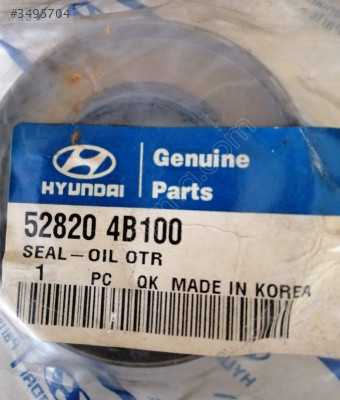 #3495704
Genuine
Parts
HYUNDAI
52820 4B100
SEAL-OIL OTR
1 PC QK MADE IN KOREA